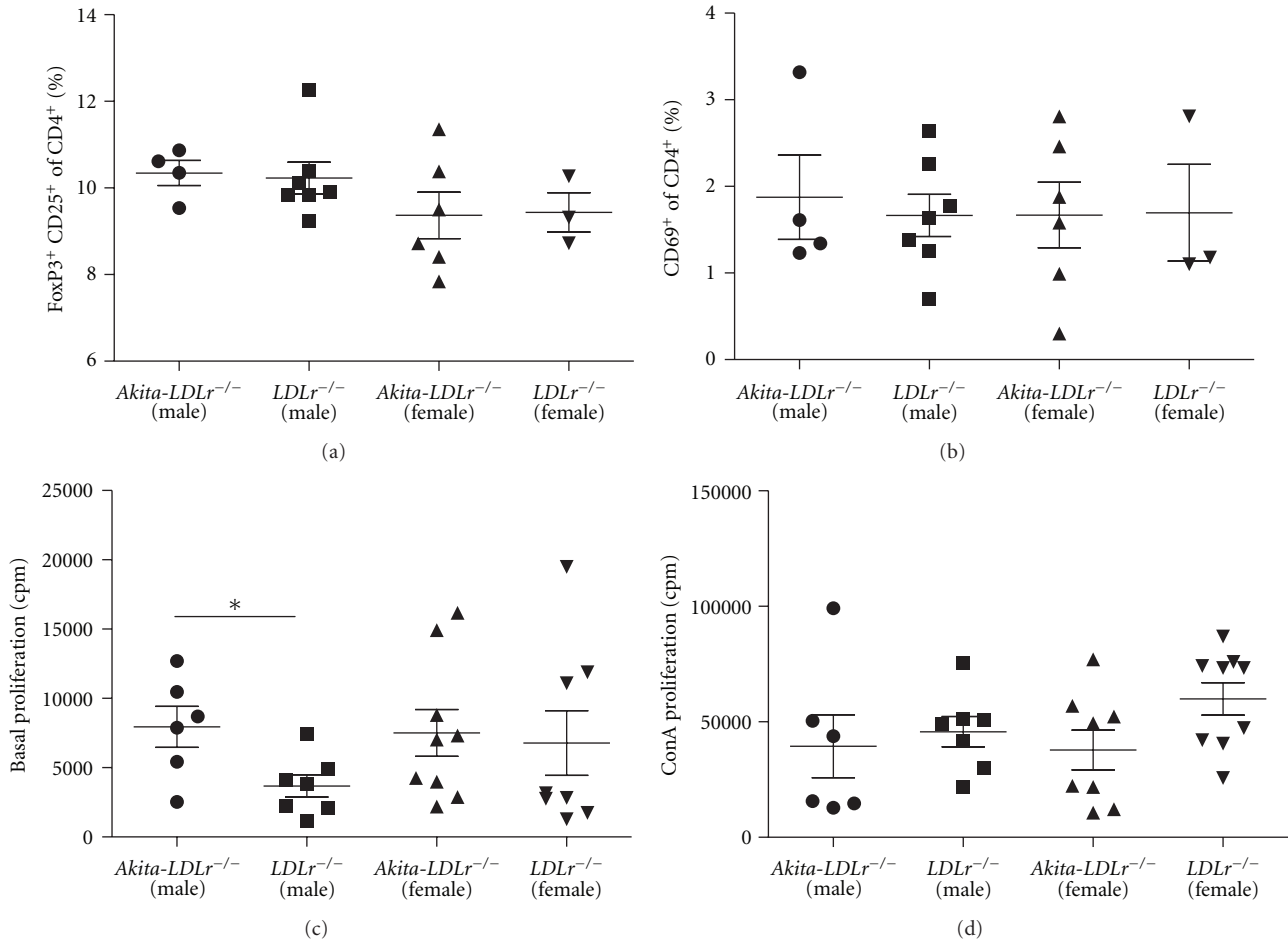 14
12
10
8
6
FoxP3⁺ CD25⁺ of CD4⁺ (%)
Akita-LDLr⁻/⁻ LDLr⁻/⁻ Akita-LDLr⁻/⁻ LDLr⁻/⁻
(male) (male) (female) (female)
(a)
4
3
2
1
0
CD69⁺ of CD4⁺ (%)
Akita-LDLr⁻/⁻ LDLr⁻/⁻ Akita-LDLr⁻/⁻ LDLr⁻/⁻
(male) (male) (female) (female)
(b)
25000
20000
15000
10000
5000
0
Basal proliferation (cpm)
*
Akita-LDLr⁻/⁻ LDLr⁻/⁻ Akita-LDLr⁻/⁻ LDLr⁻/⁻
(male) (male) (female) (female)
(c)
150000
100000
50000
0
ConA proliferation (cpm)
Akita-LDLr⁻/⁻ LDLr⁻/⁻ Akita-LDLr⁻/⁻ LDLr⁻/⁻
(male) (male) (female) (female)
(d)